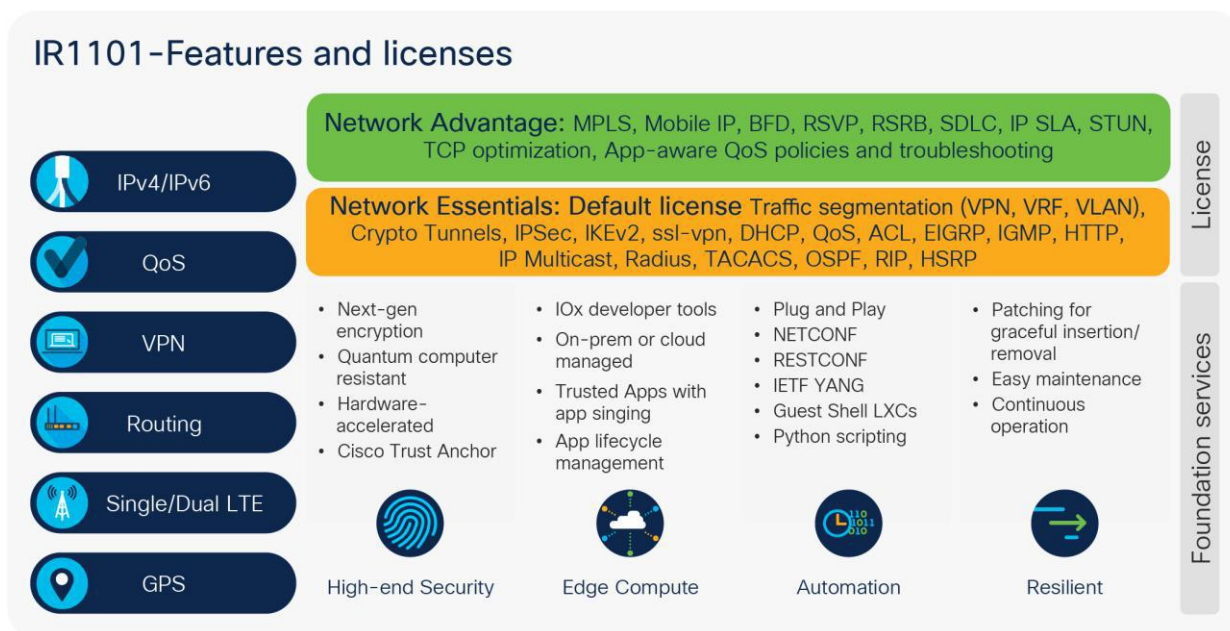 IR1101-Features and licenses
IPv4/IPv6
QoS
VPN
Routing
Single/Dual LTE
GPS
Network Advantage: MPLS, Mobile IP, BFD, RSVP, RSRB, SDLC, IP SLA, STUN,
TCP optimization, App-aware QoS policies and troubleshooting
Network Essentials: Default license Traffic segmentation (VPN, VRF, VLAN),
Crypto Tunnels, IPSec, IKEv2, ssl-vpn, DHCP, QoS, ACL, EIGRP, IGMP, HTTP,
IP Multicast, Radius, TACACS, OSPF, RIP, HSRP
License
• Next-gen
encryption
• Quantum computer
resistant
• Hardware-
accelerated
• Cisco Trust Anchor
High-end Security
• IOx developer tools
• On-prem or cloud
managed
• Trusted Apps with
app singing
• App lifecycle
management
Edge Compute
• Plug and Play
• NETCONF
• RESTCONF
• IETF YANG
• Guest Shell LXCs
• Python scripting
110
1011
010
Automation
• Patching for
graceful insertion/
removal
• Easy maintenance
• Continuous
operation
Resilient
Foundation services